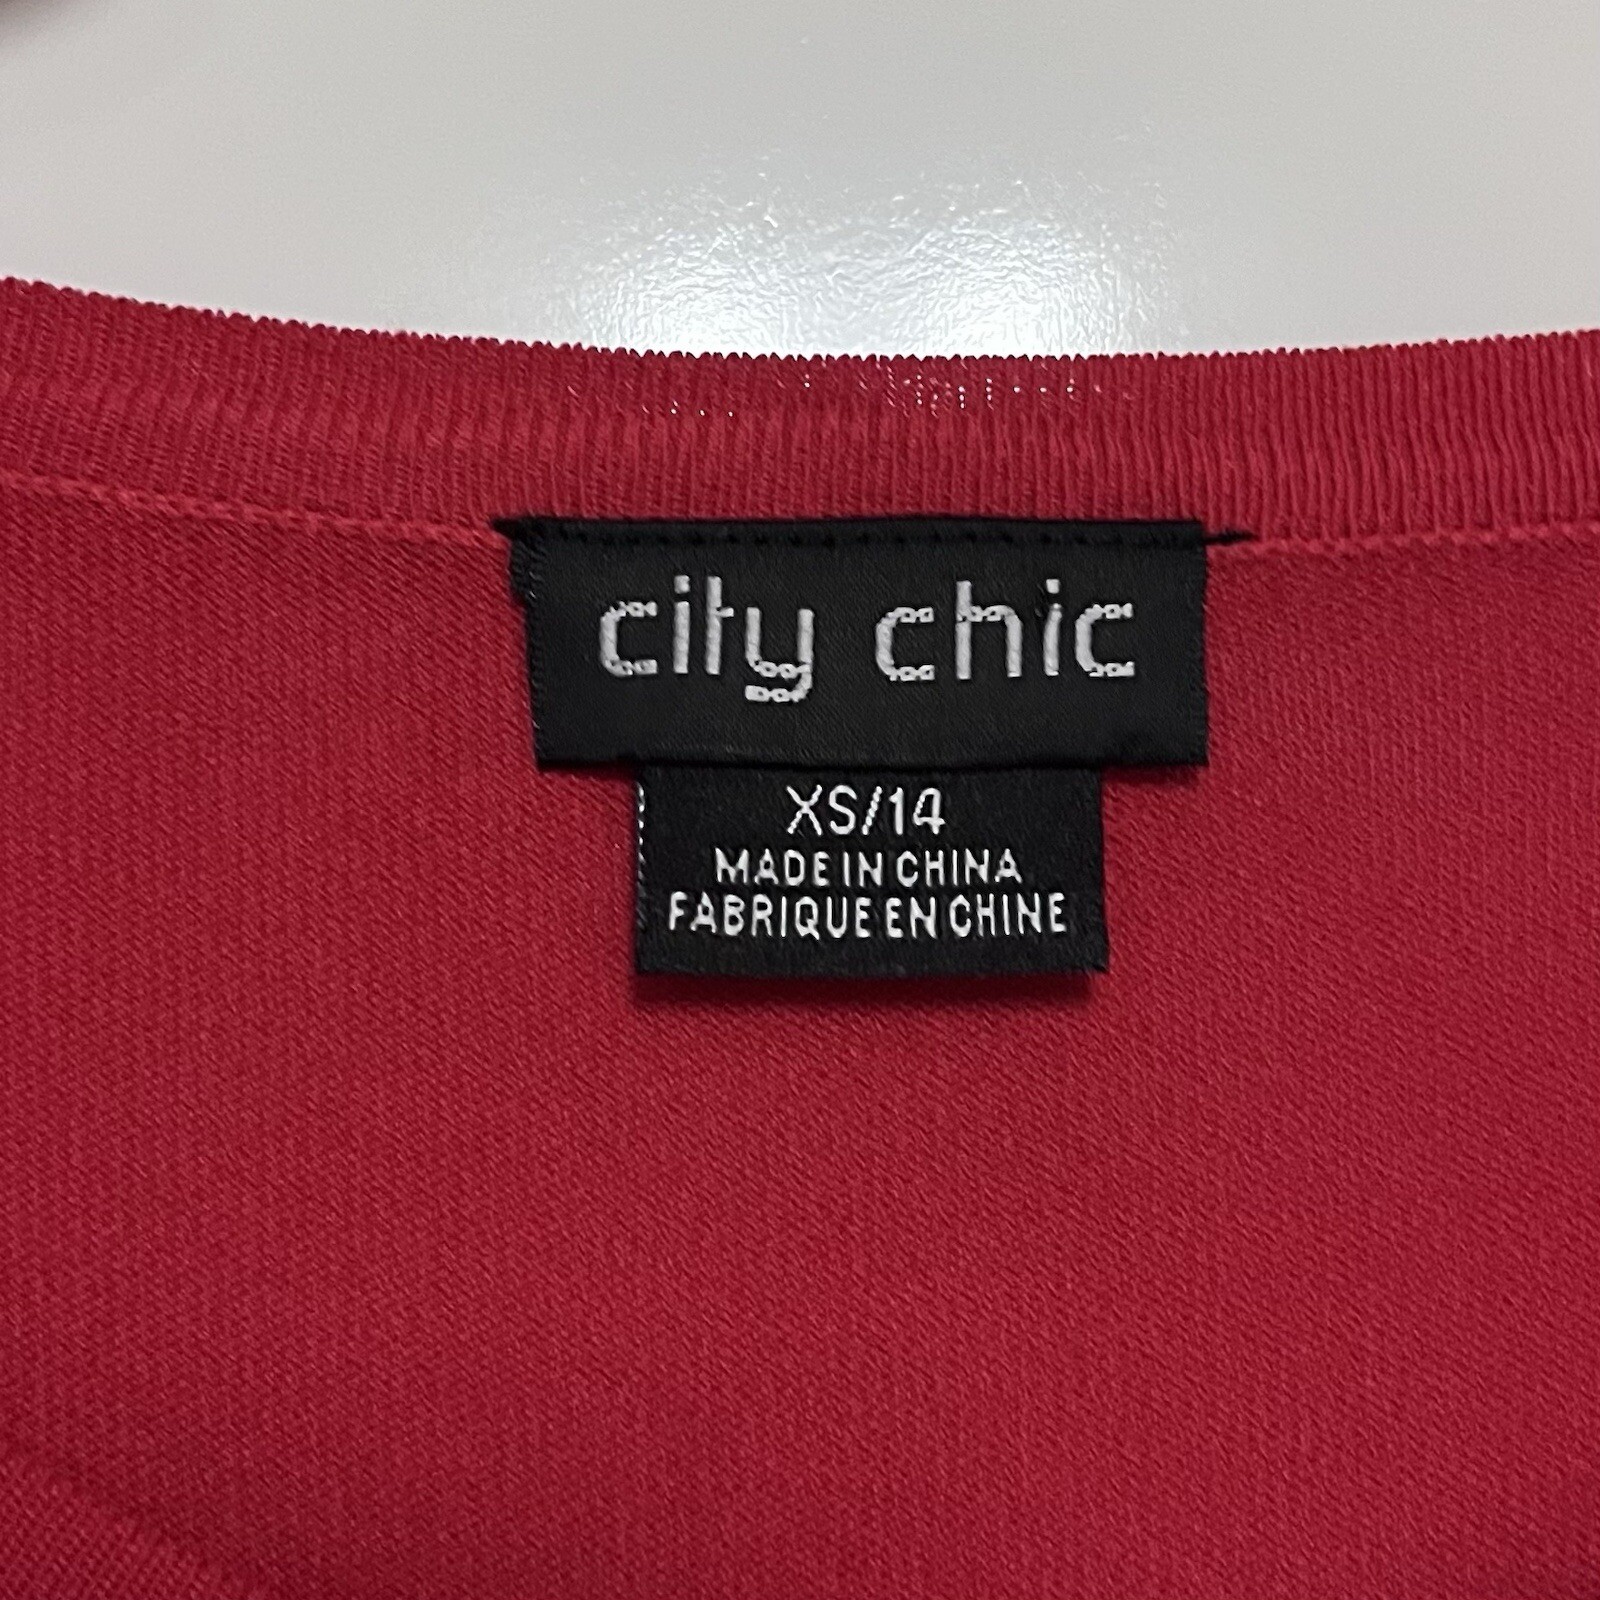 city chic
XS/14
MADE IN CHINA
FABRIQUE EN CHINE